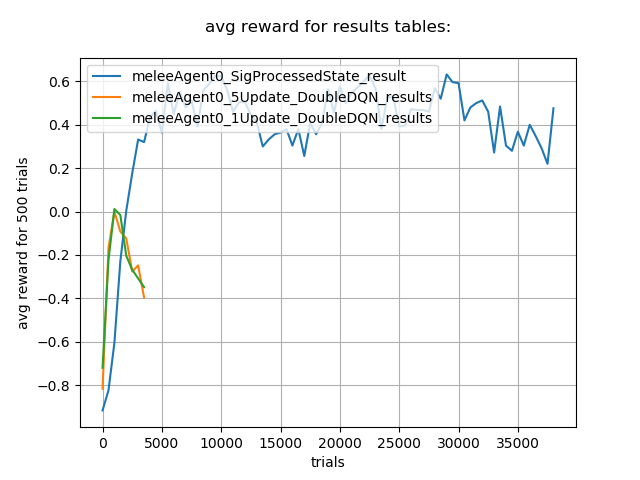 avg reward for results tables:
meleeAgent0_SigProcessedState_result
meleeAgent0_5Update_DoubleDQN_results
meleeAgent0_1Update_DoubleDQN_results
0.6
0.4
0.2
0.0
−0.2
−0.4
−0.6
−0.8
avg reward for 500 trials
0 5000 10000 15000 20000 25000 30000 35000
trials